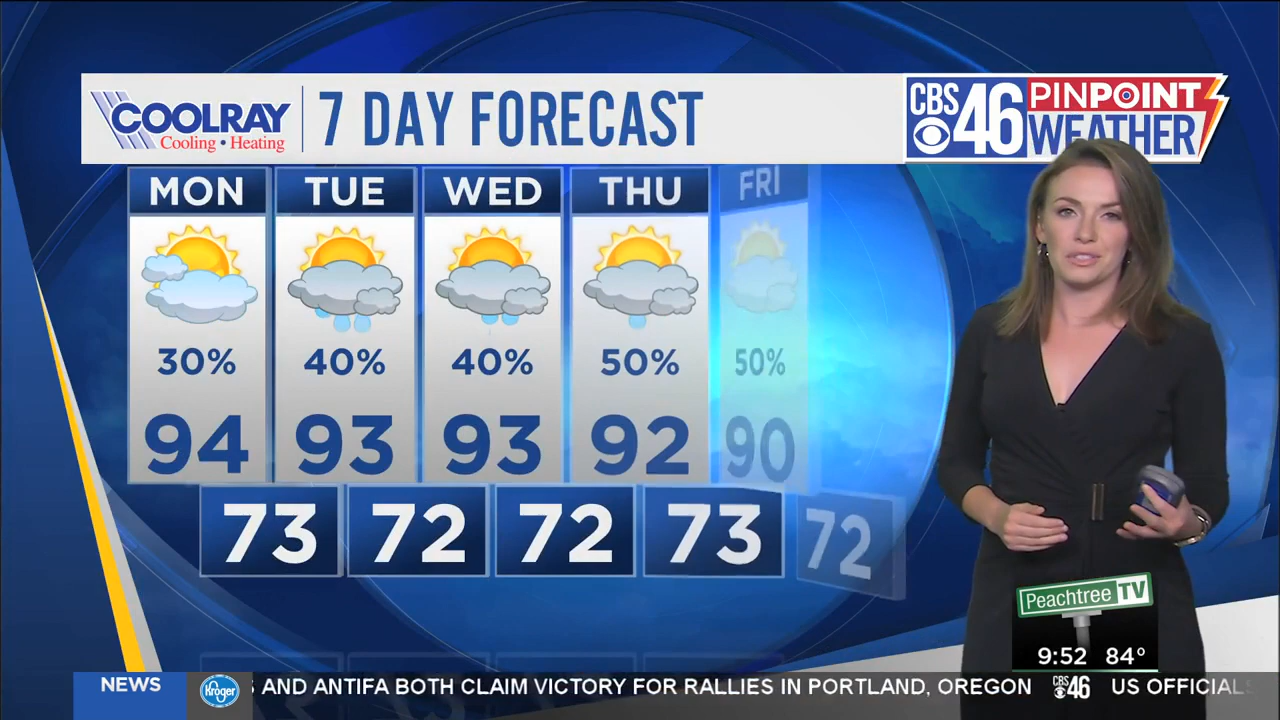 COOLRAY
Cooling • Heating
7 DAY FORECAST
CBS 46
PINPOINT
WEATHER
MON TUE WED THU FRI
30% 40% 40% 50% 50%
94 93 93 92 90
73 72 72 73 72
Peachtree TV
9:52 84°
NEWS Kroger AND ANTIFA BOTH CLAIM VICTORY FOR RALLIES IN PORTLAND, OREGON CBS 46 US OFFICIALS